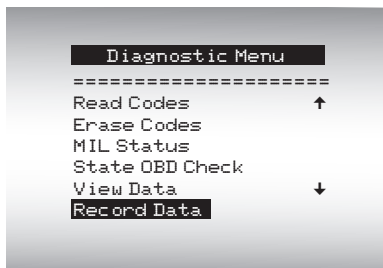 Diagnostic Menu
=====================
Read Codes ↑
Erase Codes
MIL Status
State OBD Check
View Data ↓
Record Data